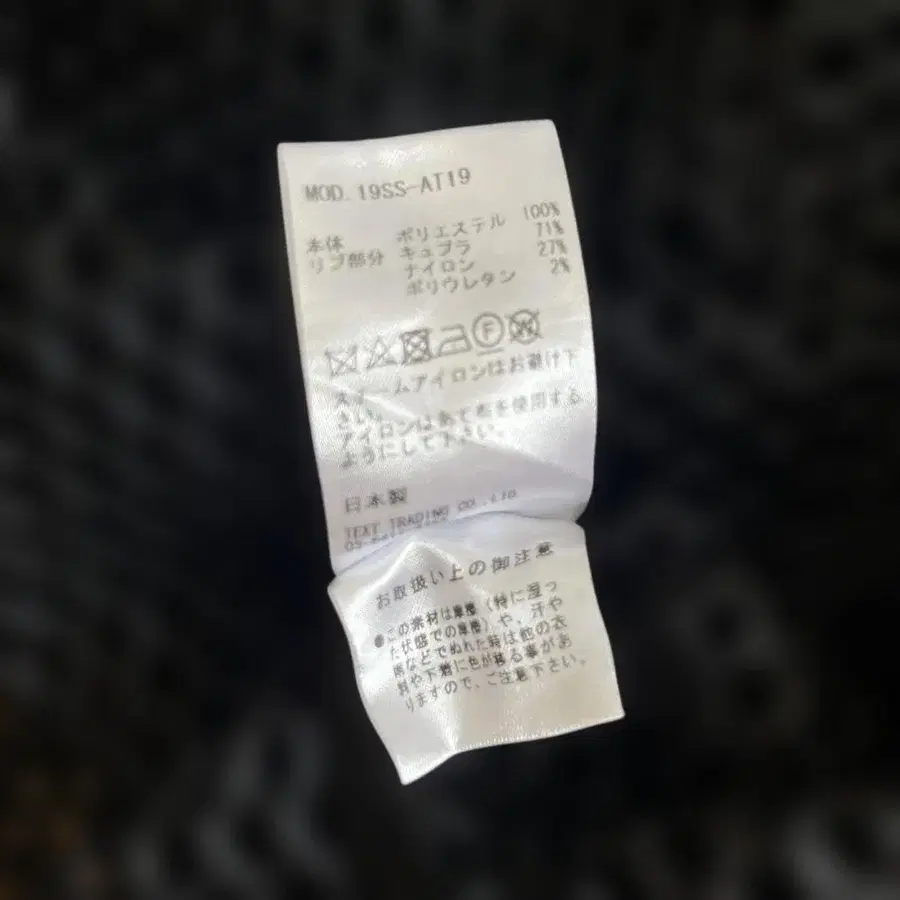 MOD. 19SS-AT19
本体 ポリエステル 100%
リブ部分 キュプラ 71%
ナイロン 27%
ポリウレタン 2%
F
W
スチームアイロンはお避け下
さい。
アイロンはあて布を使用する
ようにして下さい。
日本製
TEXT TRADING CO.,LTD.
お取扱い上の御注意
●この素材は摩擦(特に湿っ
た状態での摩擦)や、汗や
雨などでぬれた時は他の衣
料や下着に色が移る事があ
りますので、ご注意下さい。